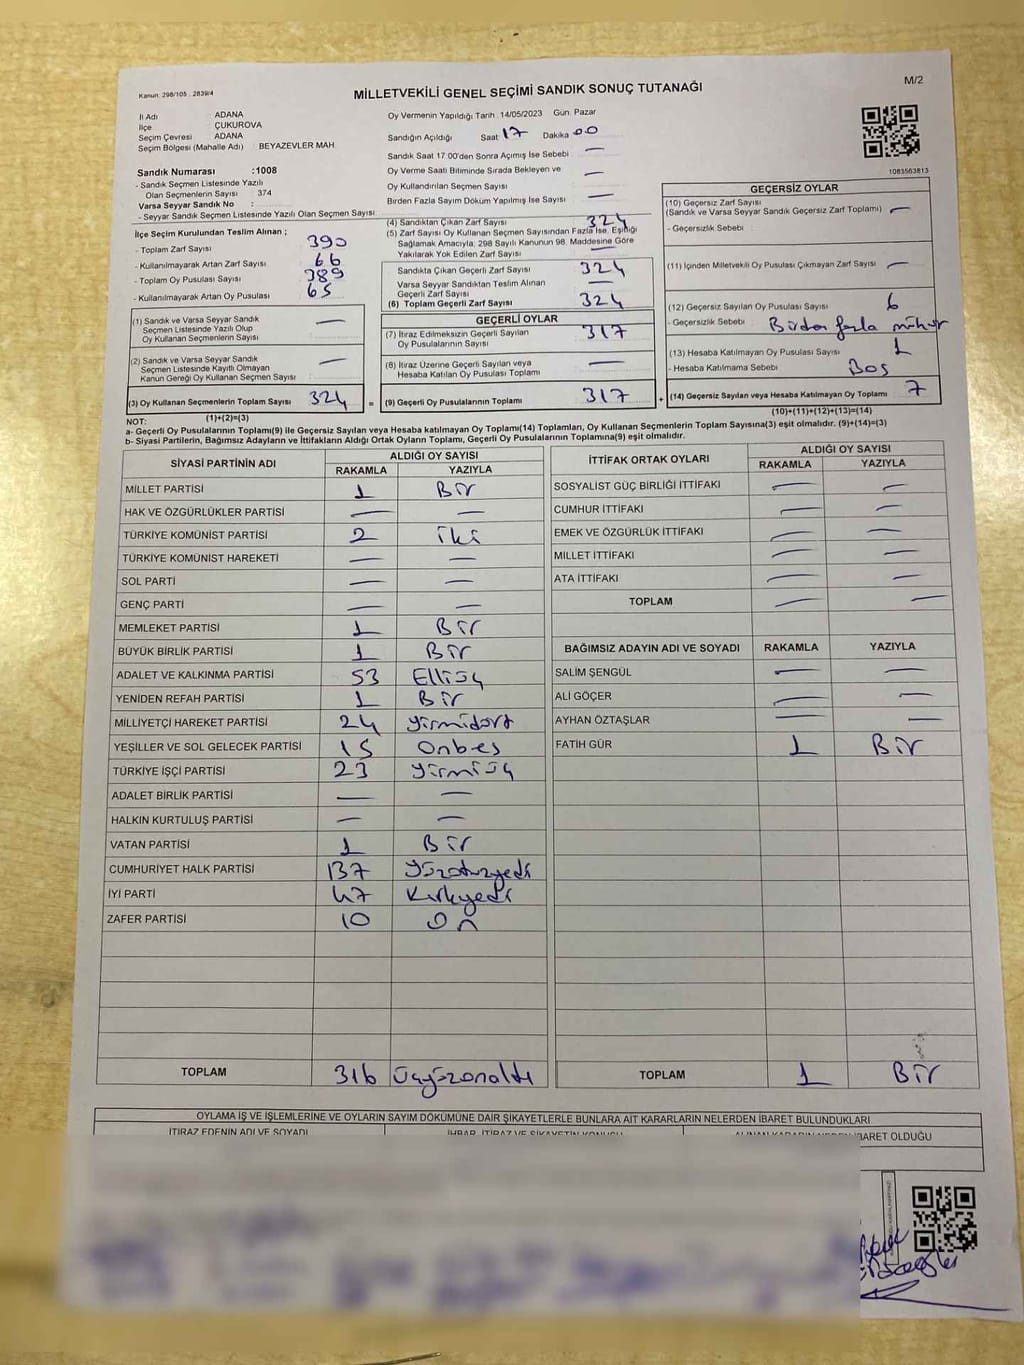 Kanun: 298/105 , 2839/4
MİLLETVEKİLİ GENEL SEÇİMİ SANDIK SONUÇ TUTANAĞI
M/2
İl Adı ADANA
İlçe ÇUKUROVA
Seçim Çevresi ADANA
Seçim Bölgesi (Mahalle Adı) BEYAZEVLER MAH.
Sandık Numarası :1008
- Sandık Seçmen Listesinde Yazılı
Olan Seçmenlerin Sayısı 374
Varsa Seyyar Sandık No :
- Seyyar Sandık Seçmen Listesinde Yazılı Olan Seçmen Sayısı
İlçe Seçim Kurulundan Teslim Alınan ;
- Toplam Zarf Sayısı 390
- Kullanılmayarak Artan Zarf Sayısı 66
- Toplam Oy Pusulası Sayısı 389
- Kullanılmayarak Artan Oy Pusulası 65
(1) Sandık ve Varsa Seyyar Sandık
Seçmen Listesinde Yazılı Olup
Oy Kullanan Seçmenlerin Sayısı —
(2) Sandık ve Varsa Seyyar Sandık
Seçmen Listesinde Kayıtlı Olmayan
Kanun Gereği Oy Kullanan Seçmen Sayısı —
(3) Oy Kullanan Seçmenlerin Toplam Sayısı 324 =
(1)+(2)=(3)
Oy Vermenin Yapıldığı Tarih :14/05/2023 Gün: Pazar
Sandığın Açıldığı Saat 17 Dakika 00
Sandık Saat 17:00'den Sonra Açımış İse Sebebi : —
Oy Verme Saati Bitiminde Sırada Bekleyen ve
Oy Kullandırılan Seçmen Sayısı —
Birden Fazla Sayım Döküm Yapılmış İse Sayısı —
(4) Sandıktan Çıkan Zarf Sayısı 324
(5) Zarf Sayısı Oy Kullanan Seçmen Sayısından Fazla İse, Eşitliği
Sağlamak Amacıyla, 298 Sayılı Kanunun 98. Maddesine Göre
Yakılarak Yok Edilen Zarf Sayısı —
Sandıkta Çıkan Geçerli Zarf Sayısı 324
Varsa Seyyar Sandıktan Teslim Alınan
Geçerli Zarf Sayısı —
(6) Toplam Geçerli Zarf Sayısı 324
GEÇERLİ OYLAR
(7) İtiraz Edilmeksizin Geçerli Sayılan
Oy Pusulalarının Sayısı 317
(8) İtiraz Üzerine Geçerli Sayılan veya
Hesaba Katılan Oy Pusulası Toplamı —
(9) Geçerli Oy Pusulalarının Toplamı 317 +
1083563813
GEÇERSİZ OYLAR
(10) Geçersiz Zarf Sayısı
(Sandık ve Varsa Seyyar Sandık Geçersiz Zarf Toplamı) —
- Geçersizlik Sebebi :
(11) İçinden Milletvekili Oy Pusulası Çıkmayan Zarf Sayısı —
(12) Geçersiz Sayılan Oy Pusulası Sayısı 6
- Geçersizlik Sebebi : Birden fazla mühür
(13) Hesaba Katılmayan Oy Pusulası Sayısı 1
- Hesaba Katılmama Sebebi : Boş
(14) Geçersiz Sayılan veya Hesaba Katılmayan Oy Toplamı 7
(10)+(11)+(12)+(13)=(14)
NOT:
a- Geçerli Oy Pusulalarının Toplamı(9) ile Geçersiz Sayılan veya Hesaba katılmayan Oy Pusulası Toplamı(14) Toplamları, Oy Kullanan Seçmenlerin Toplam Sayısına(3) eşit olmalıdır. (9)+(14)=(3)
b- Siyasi Partilerin, Bağımsız Adayların ve İttifakların Aldığı Ortak Oyların Toplamı, Geçerli Oy Pusulalarının Toplamına(9) eşit olmalıdır.
SİYASİ PARTİNİN ADI ALDIĞI OY SAYISI
RAKAMLA YAZIYLA
MİLLET PARTİSİ 1 Bir
HAK VE ÖZGÜRLÜKLER PARTİSİ — —
TÜRKİYE KOMÜNİST PARTİSİ 2 iki
TÜRKİYE KOMÜNİST HAREKETİ — —
SOL PARTİ — —
GENÇ PARTİ — —
MEMLEKET PARTİSİ 1 Bir
BÜYÜK BİRLİK PARTİSİ 1 Bir
ADALET VE KALKINMA PARTİSİ 53 Elliüç
YENİDEN REFAH PARTİSİ 1 Bir
MİLLİYETÇİ HAREKET PARTİSİ 24 yirmidört
YEŞİLLER VE SOL GELECEK PARTİSİ 15 Onbeş
TÜRKİYE İŞÇİ PARTİSİ 23 yirmiüç
ADALET BİRLİK PARTİSİ — —
HALKIN KURTULUŞ PARTİSİ — —
VATAN PARTİSİ 1 Bir
CUMHURİYET HALK PARTİSİ 137 yüzotuzyedi
İYİ PARTİ 47 Kırkyedi
ZAFER PARTİSİ 10 On
TOPLAM 316 üçyüzonaltı
İTTİFAK ORTAK OYLARI ALDIĞI OY SAYISI
RAKAMLA YAZIYLA
SOSYALİST GÜÇ BİRLİĞİ İTTİFAKI — —
CUMHUR İTTİFAKI — —
EMEK VE ÖZGÜRLÜK İTTİFAKI — —
MİLLET İTTİFAKI — —
ATA İTTİFAKI — —
TOPLAM — —
BAĞIMSIZ ADAYIN ADI VE SOYADI RAKAMLA YAZIYLA
SALİM ŞENGÜL — —
ALİ GÖÇER — —
AYHAN ÖZTAŞLAR — —
FATİH GÜR 1 Bir
TOPLAM 1 Bir
OYLAMA İŞ VE İŞLEMLERİNE VE OYLARIN SAYIM DÖKÜMÜNE DAİR ŞİKAYETLERLE BUNLARA AİT KARARLARIN NELERDEN İBARET BULUNDUKLARI
İTİRAZ EDENİN ADI VE SOYADI İHBAR, İTİRAZ VE ŞİKAYETİN KONUSU ALINAN KARARIN NEDEN İBARET OLDUĞU